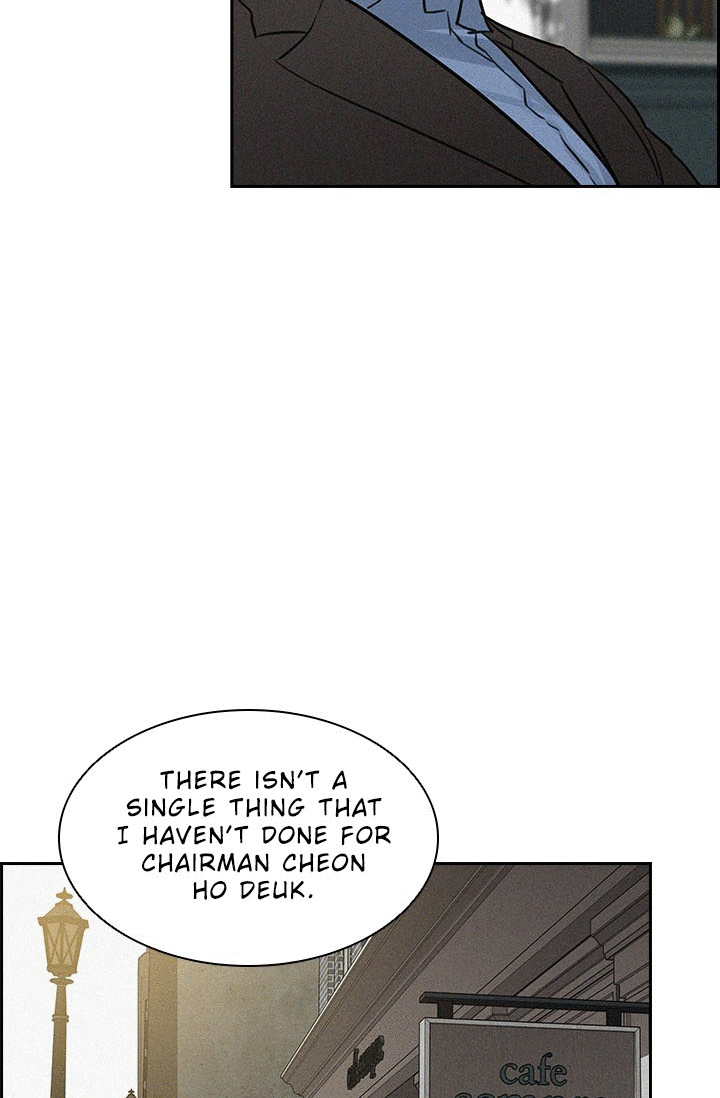 THERE ISN'T A
SINGLE THING THAT
I HAVEN'T DONE FOR
CHAIRMAN CHEON
HO DEUK.
cafe